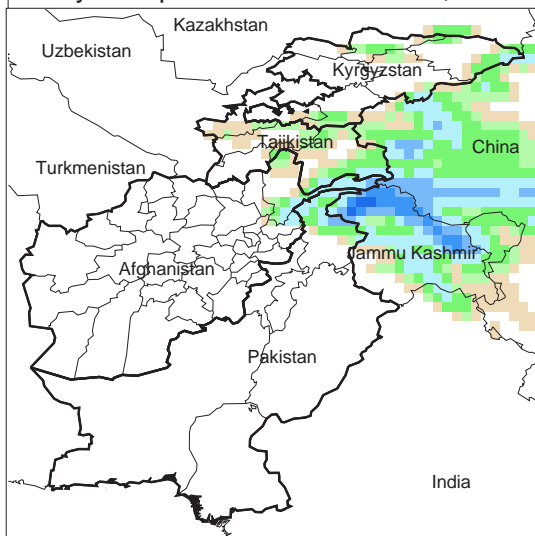 Kazakhstan
Uzbekistan
Kyrgyzstan
Tajikistan
China
Turkmenistan
Jammu Kashmir
Afghanistan
Pakistan
India